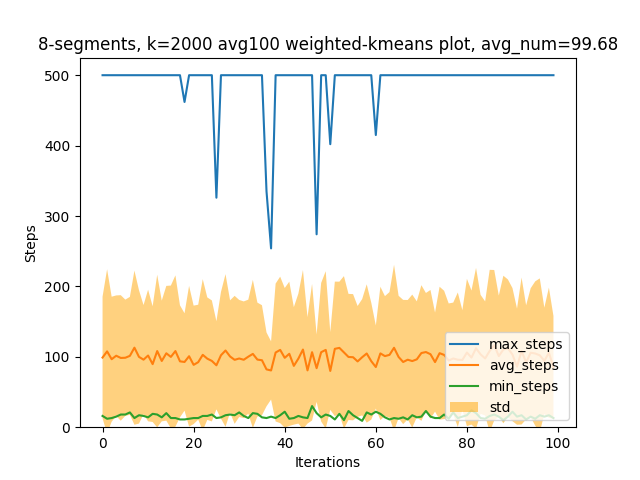 8-segments, k=2000 avg100 weighted-kmeans plot, avg_num=99.68
500
400
300
200
100
0
Steps
0
20
40
60
80
100
Iterations
max_steps
avg_steps
min_steps
std